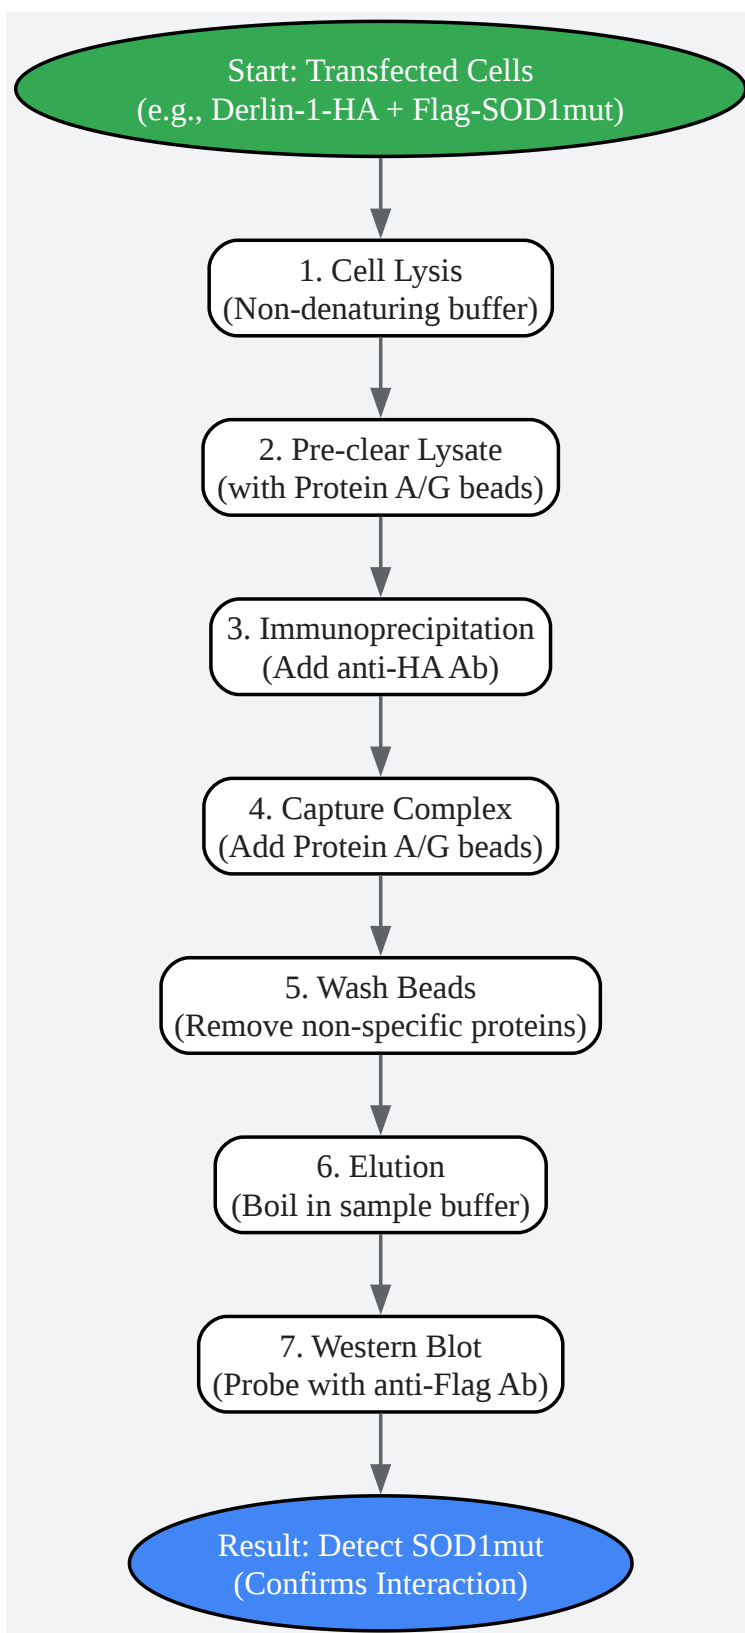 Start: Transfected Cells
(e.g., Derlin-1-HA + Flag-SOD1mut)
1. Cell Lysis
(Non-denaturing buffer)
2. Pre-clear Lysate
(with Protein A/G beads)
3. Immunoprecipitation
(Add anti-HA Ab)
4. Capture Complex
(Add Protein A/G beads)
5. Wash Beads
(Remove non-specific proteins)
6. Elution
(Boil in sample buffer)
7. Western Blot
(Probe with anti-Flag Ab)
Result: Detect SOD1mut
(Confirms Interaction)